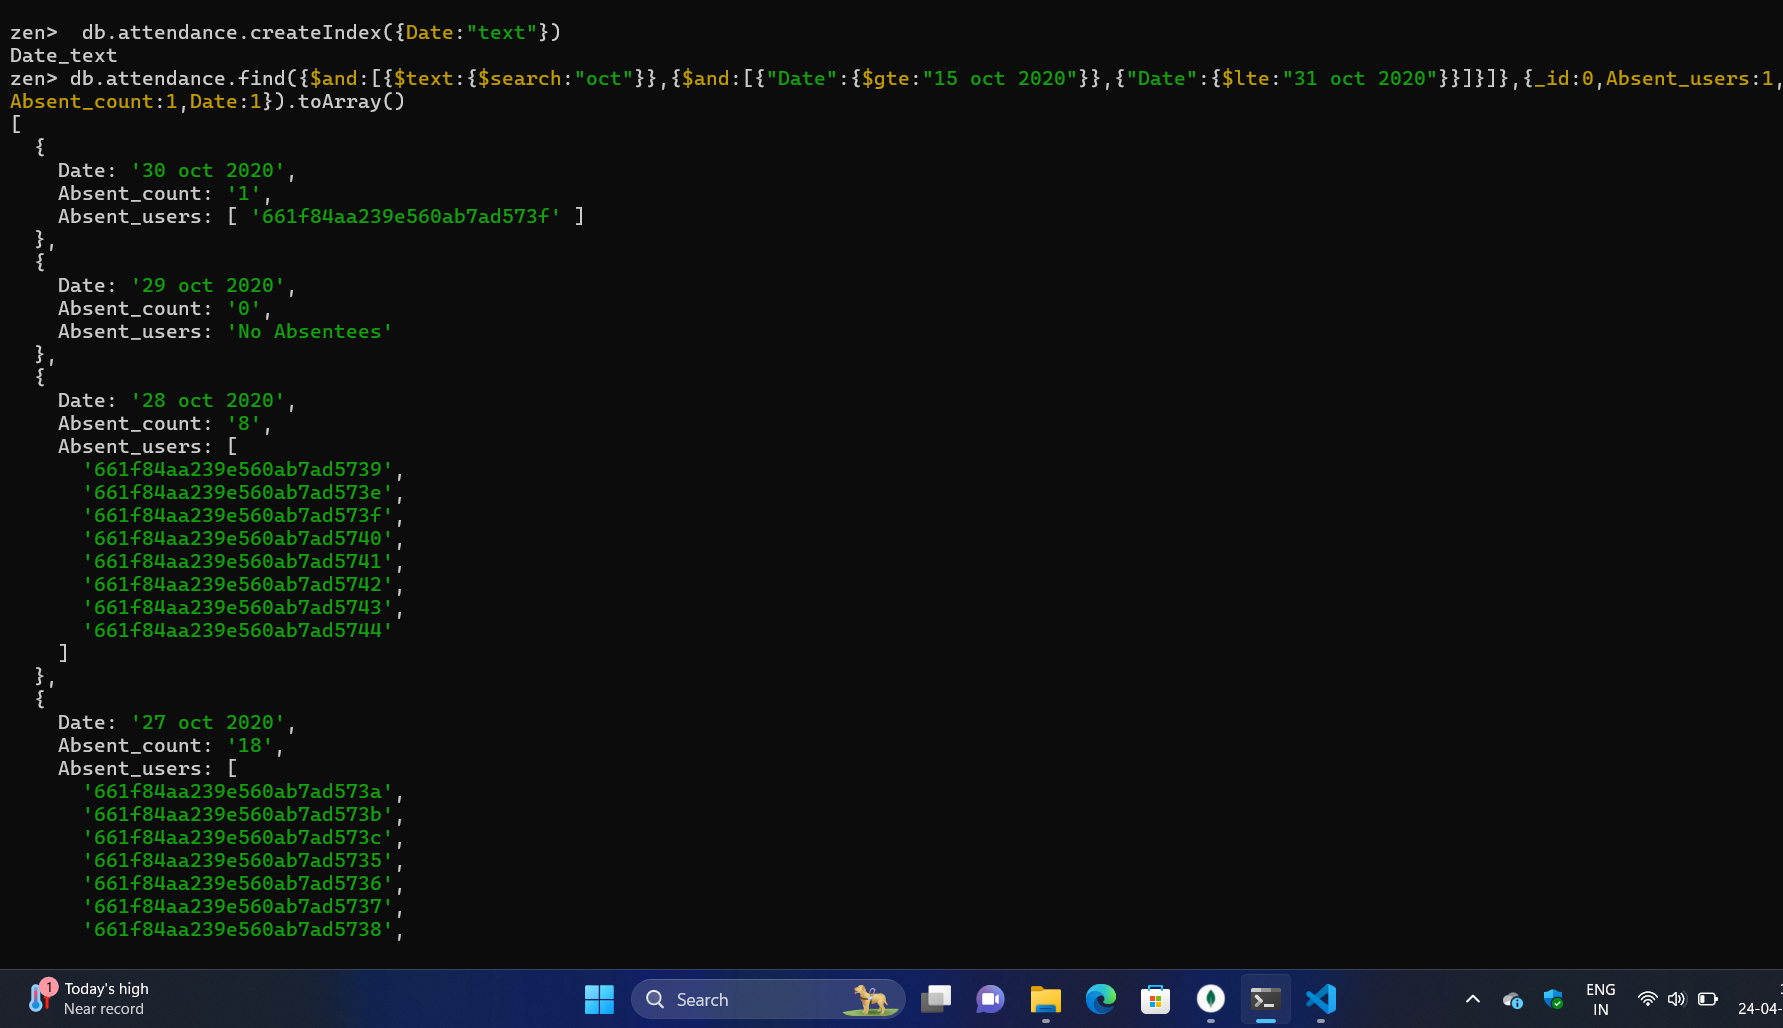 zen>  db.attendance.createIndex({Date:"text"})
Date_text
zen> db.attendance.find({$and:[{$text:{$search:"oct"}},{$and:[{"Date":{$gte:"15 oct 2020"}},{"Date":{$lte:"31 oct 2020"}}]}]},{_id:0,Absent_users:1,
Absent_count:1,Date:1}).toArray()
[
  {
    Date: '30 oct 2020',
    Absent_count: '1',
    Absent_users: [ '661f84aa239e560ab7ad573f' ]
  },
  {
    Date: '29 oct 2020',
    Absent_count: '0',
    Absent_users: 'No Absentees'
  },
  {
    Date: '28 oct 2020',
    Absent_count: '8',
    Absent_users: [
      '661f84aa239e560ab7ad5739',
      '661f84aa239e560ab7ad573e',
      '661f84aa239e560ab7ad573f',
      '661f84aa239e560ab7ad5740',
      '661f84aa239e560ab7ad5741',
      '661f84aa239e560ab7ad5742',
      '661f84aa239e560ab7ad5743',
      '661f84aa239e560ab7ad5744'
    ]
  },
  {
    Date: '27 oct 2020',
    Absent_count: '18',
    Absent_users: [
      '661f84aa239e560ab7ad573a',
      '661f84aa239e560ab7ad573b',
      '661f84aa239e560ab7ad573c',
      '661f84aa239e560ab7ad5735',
      '661f84aa239e560ab7ad5736',
      '661f84aa239e560ab7ad5737',
      '661f84aa239e560ab7ad5738',
1
Today's high
Near record
Search
ENG
IN
24-04-